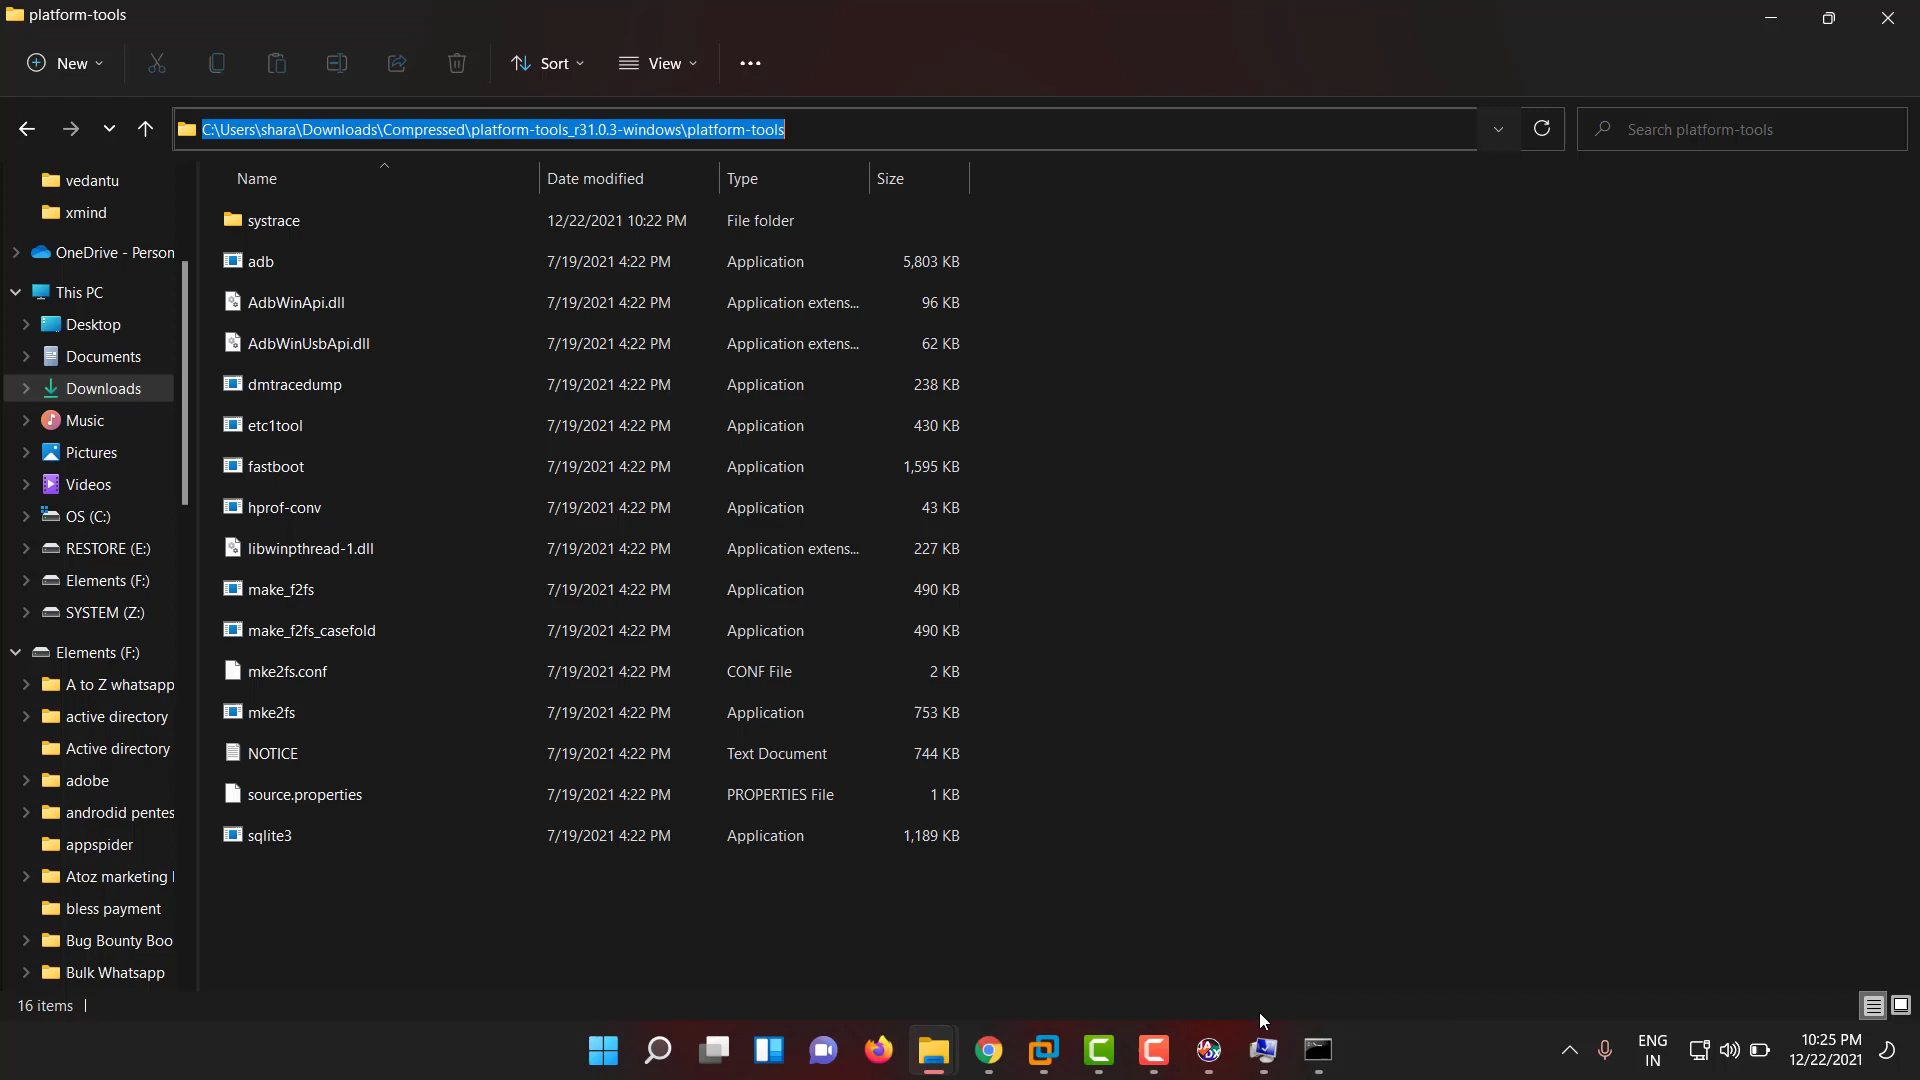 platform-tools
New
Sort
View
C:\Users\shara\Downloads\Compressed\platform-tools_r31.0.3-windows\platform-tools
Search platform-tools
vedantu
xmind
OneDrive - Person
This PC
Desktop
Documents
Downloads
Music
Pictures
Videos
OS (C:)
RESTORE (E:)
Elements (F:)
SYSTEM (Z:)
Elements (F:)
A to Z whatsapp
active directory
Active directory
adobe
androdid pentes
appspider
Atoz marketing
bless payment
Bug Bounty Boo
Bulk Whatsapp
Name Date modified Type Size
systrace 12/22/2021 10:22 PM File folder
adb 7/19/2021 4:22 PM Application 5,803 KB
AdbWinApi.dll 7/19/2021 4:22 PM Application extens... 96 KB
AdbWinUsbApi.dll 7/19/2021 4:22 PM Application extens... 62 KB
dmtracedump 7/19/2021 4:22 PM Application 238 KB
etc1tool 7/19/2021 4:22 PM Application 430 KB
fastboot 7/19/2021 4:22 PM Application 1,595 KB
hprof-conv 7/19/2021 4:22 PM Application 43 KB
libwinpthread-1.dll 7/19/2021 4:22 PM Application extens... 227 KB
make_f2fs 7/19/2021 4:22 PM Application 490 KB
make_f2fs_casefold 7/19/2021 4:22 PM Application 490 KB
mke2fs.conf 7/19/2021 4:22 PM CONF File 2 KB
mke2fs 7/19/2021 4:22 PM Application 753 KB
NOTICE 7/19/2021 4:22 PM Text Document 744 KB
source.properties 7/19/2021 4:22 PM PROPERTIES File 1 KB
sqlite3 7/19/2021 4:22 PM Application 1,189 KB
16 items
JADX
ENG
IN
10:25 PM
12/22/2021